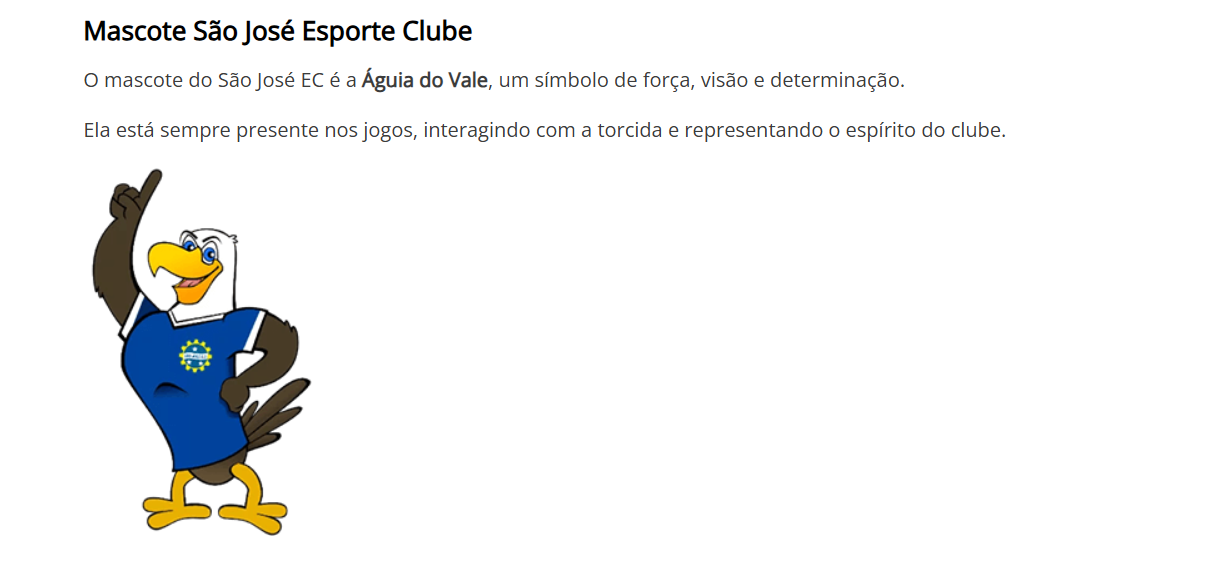 Mascote São José Esporte Clube
O mascote do São José EC é a Águia do Vale, um símbolo de força, visão e determinação.
Ela está sempre presente nos jogos, interagindo com a torcida e representando o espírito do clube.